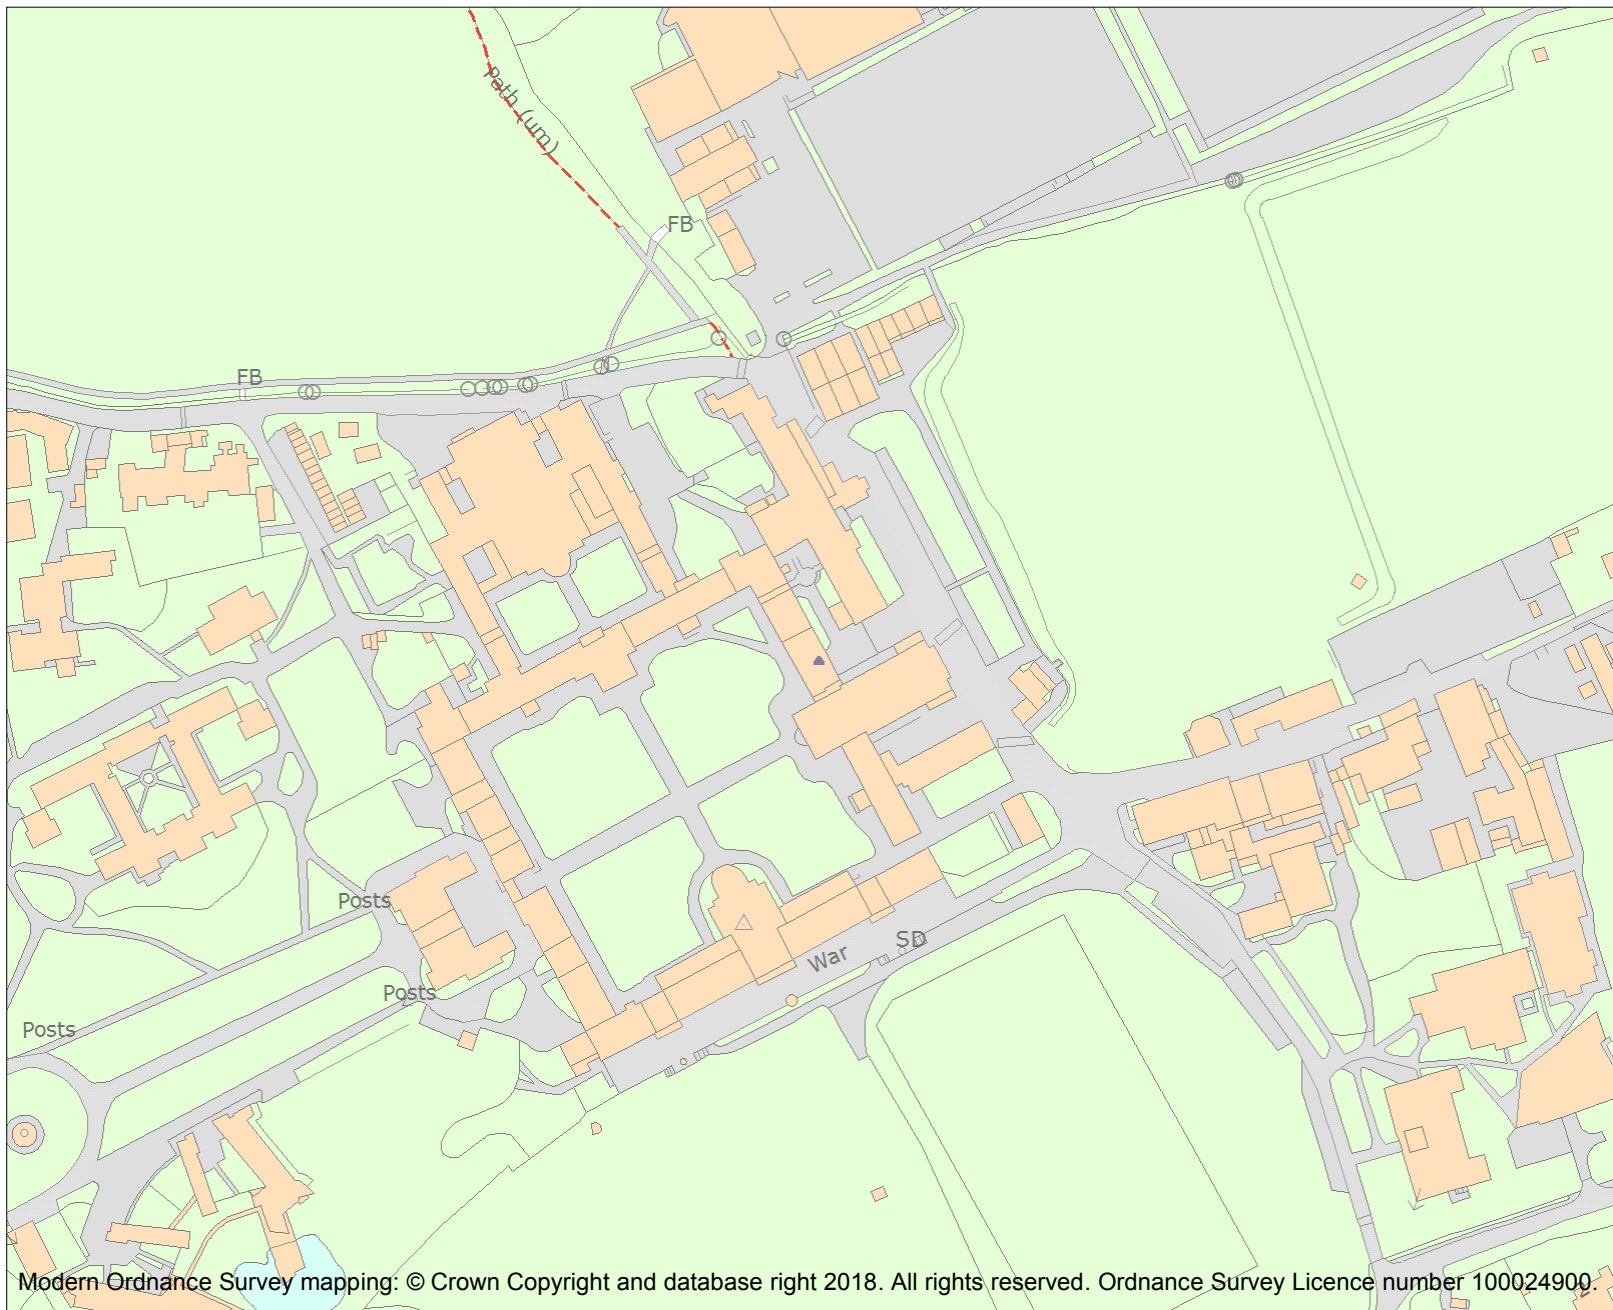 Path (um)
FB
FB
Posts
War
SD
Posts
Posts
Modern Ordnance Survey mapping: © Crown Copyright and database right 2018. All rights reserved. Ordnance Survey Licence number 100024900.